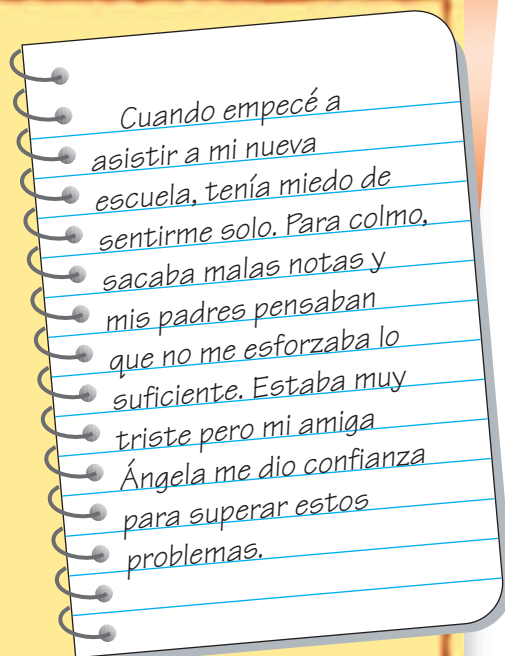 Cuando empecé a
asistir a mi nueva
escuela, tenía miedo de
sentirme solo. Para colmo,
sacaba malas notas y
mis padres pensaban
que no me esforzaba lo
suficiente. Estaba muy
triste pero mi amiga
Ángela me dio confianza
para superar estos
problemas.